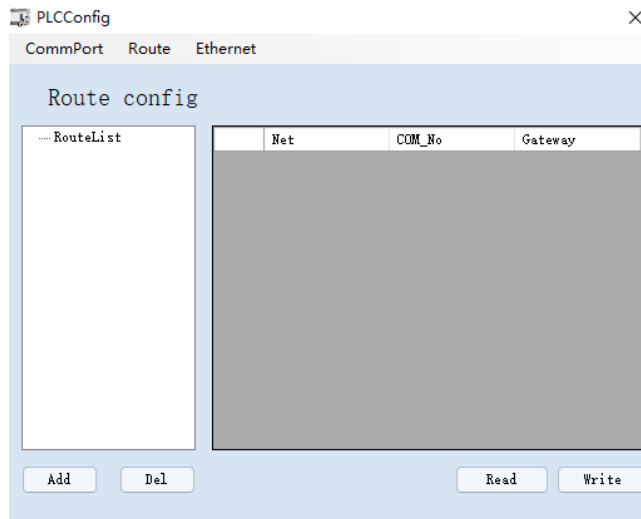 PLCConfig
CommPort Route Ethernet
Route config
RouteList
Net COM_No Gateway
Add Del Read Write